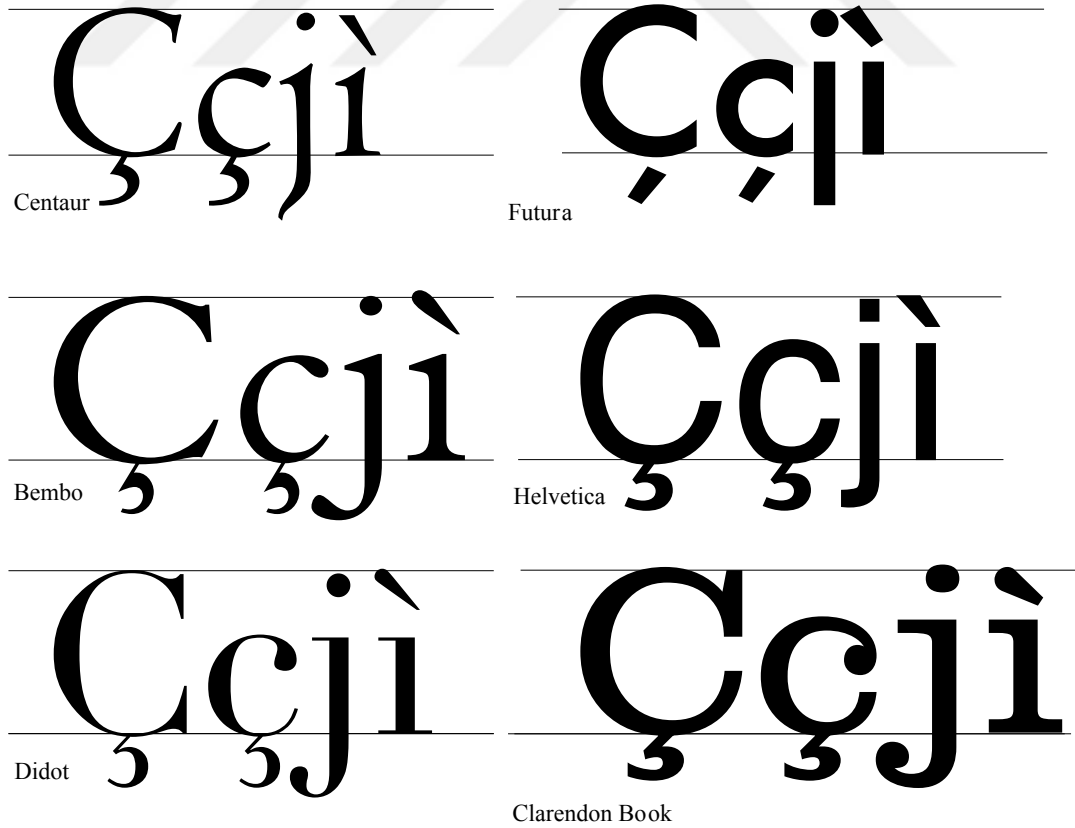 Ççjì
Centaur
Ççjì
Futura
Ççjì
Bembo
Ççjì
Helvetica
Ççjì
Didot
Ççjì
Clarendon Book